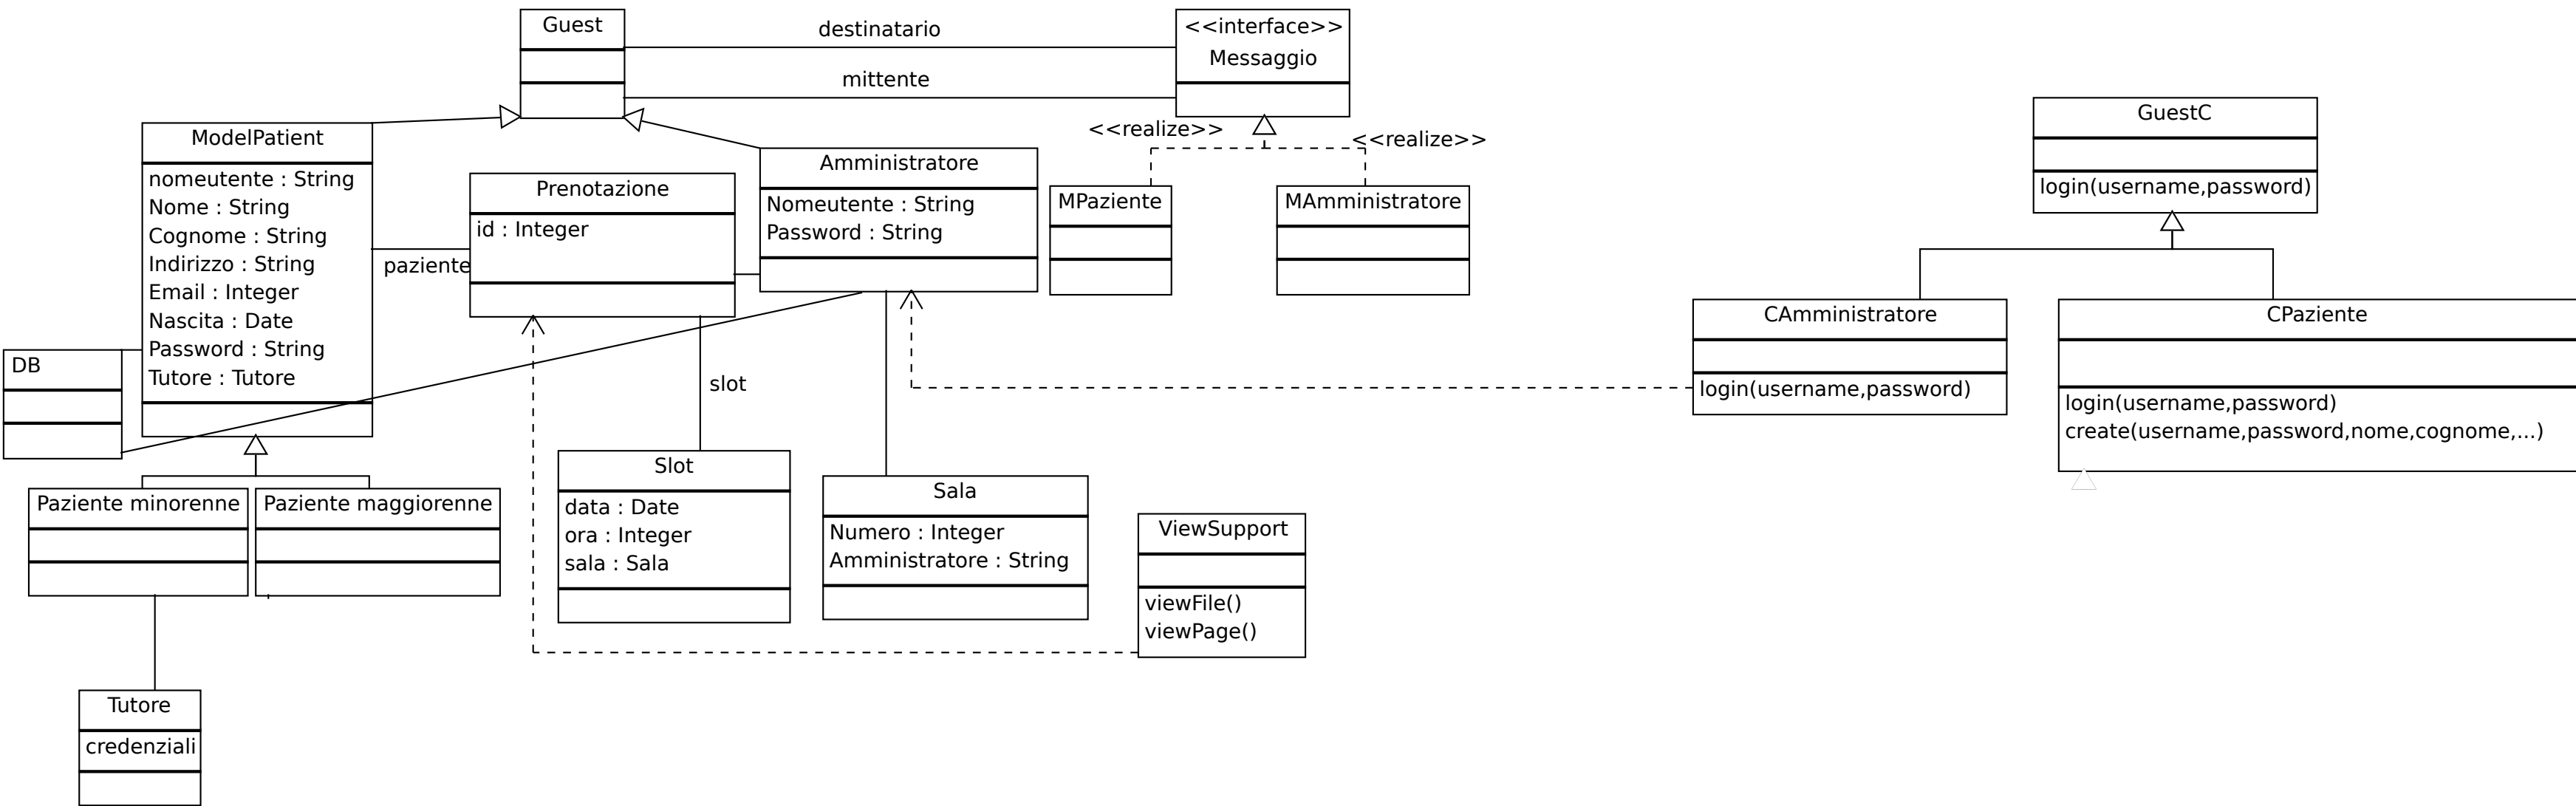 Guest
destinatario
mittente
<<interface>>
Messaggio
<<realize>>
<<realize>>
ModelPatient
nomeutente : String
Nome : String
Cognome : String
Indirizzo : String
Email : Integer
Nascita : Date
Password : String
Tutore : Tutore
paziente
Prenotazione
id : Integer
Amministratore
Nomeutente : String
Password : String
MPaziente
MAmministratore
GuestC
login(username,password)
CAmministratore
login(username,password)
CPaziente
login(username,password)
create(username,password,nome,cognome,...)
DB
slot
Paziente minorenne
Paziente maggiorenne
Slot
data : Date
ora : Integer
sala : Sala
Sala
Numero : Integer
Amministratore : String
ViewSupport
viewFile()
viewPage()
Tutore
credenziali